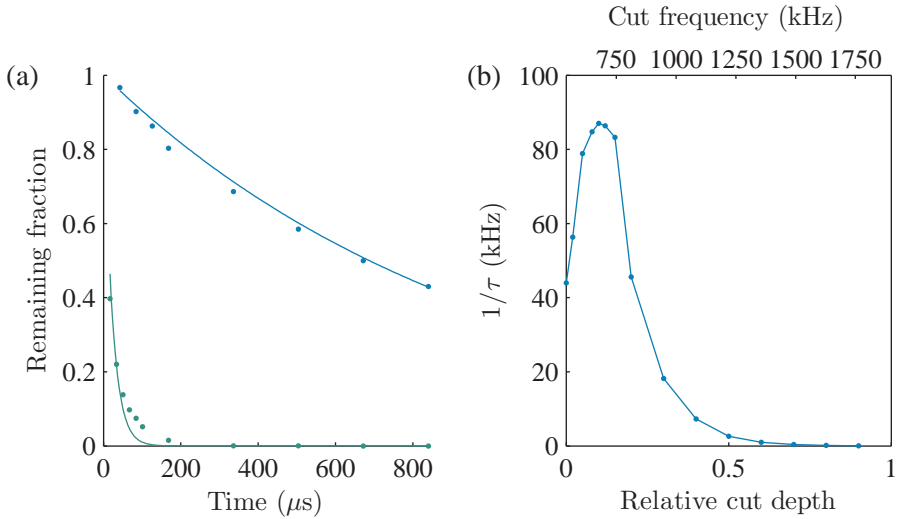 (a)
1
0.8
0.6
0.4
0.2
0
Remaining fraction
0 200 400 600 800
Time (μs)
(b)
Cut frequency (kHz)
750 1000 1250 1500 1750
100
80
60
40
20
0
1/τ (kHz)
0 0.5 1
Relative cut depth